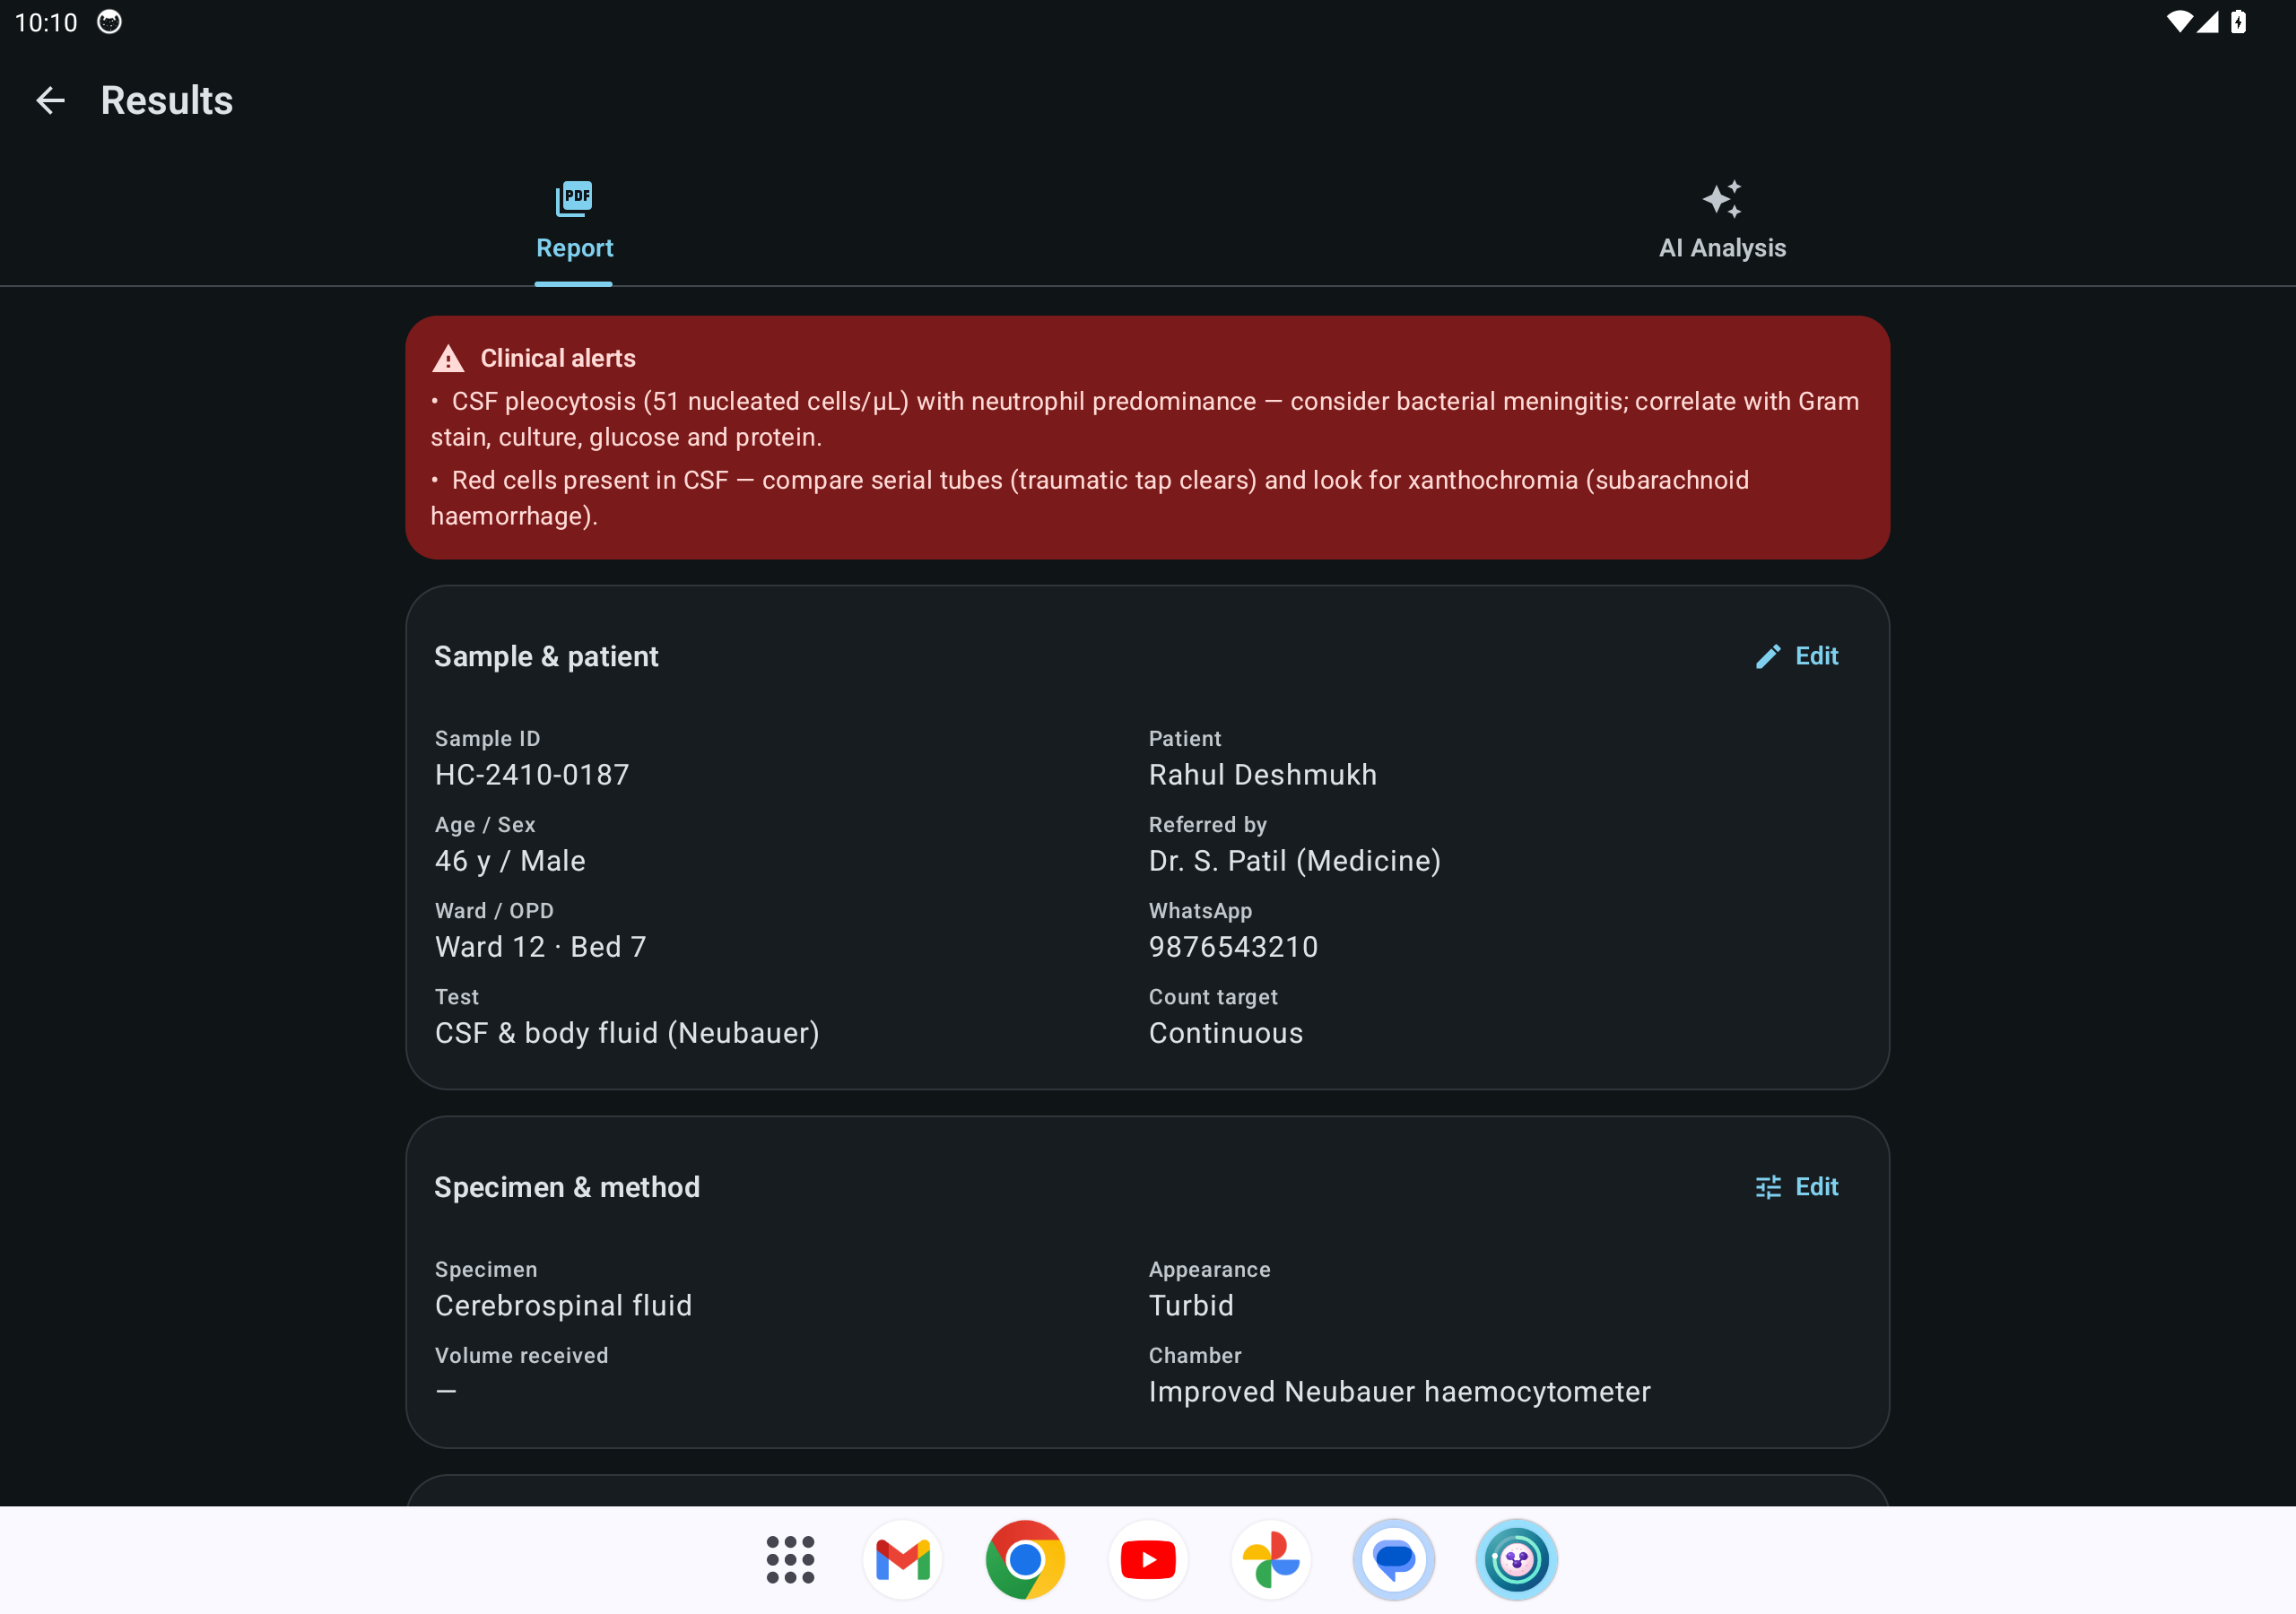 10:10
Results
PDF
Report
AI Analysis
Clinical alerts
• CSF pleocytosis (51 nucleated cells/µL) with neutrophil predominance — consider bacterial meningitis; correlate with Gram
stain, culture, glucose and protein.
• Red cells present in CSF — compare serial tubes (traumatic tap clears) and look for xanthochromia (subarachnoid
haemorrhage).
Sample & patient
Edit
Sample ID
HC-2410-0187
Patient
Rahul Deshmukh
Age / Sex
46 y / Male
Referred by
Dr. S. Patil (Medicine)
Ward / OPD
Ward 12 · Bed 7
WhatsApp
9876543210
Test
CSF & body fluid (Neubauer)
Count target
Continuous
Specimen & method
Edit
Specimen
Cerebrospinal fluid
Appearance
Turbid
Volume received
—
Chamber
Improved Neubauer haemocytometer